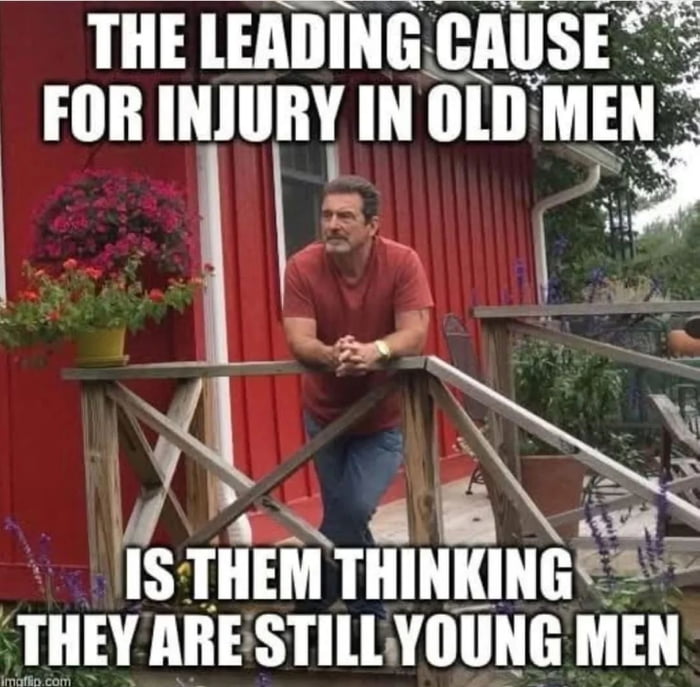 THE LEADING CAUSE
FOR INJURY IN OLD MEN
IS THEM THINKING
THEY ARE STILL YOUNG MEN
imgflip.com